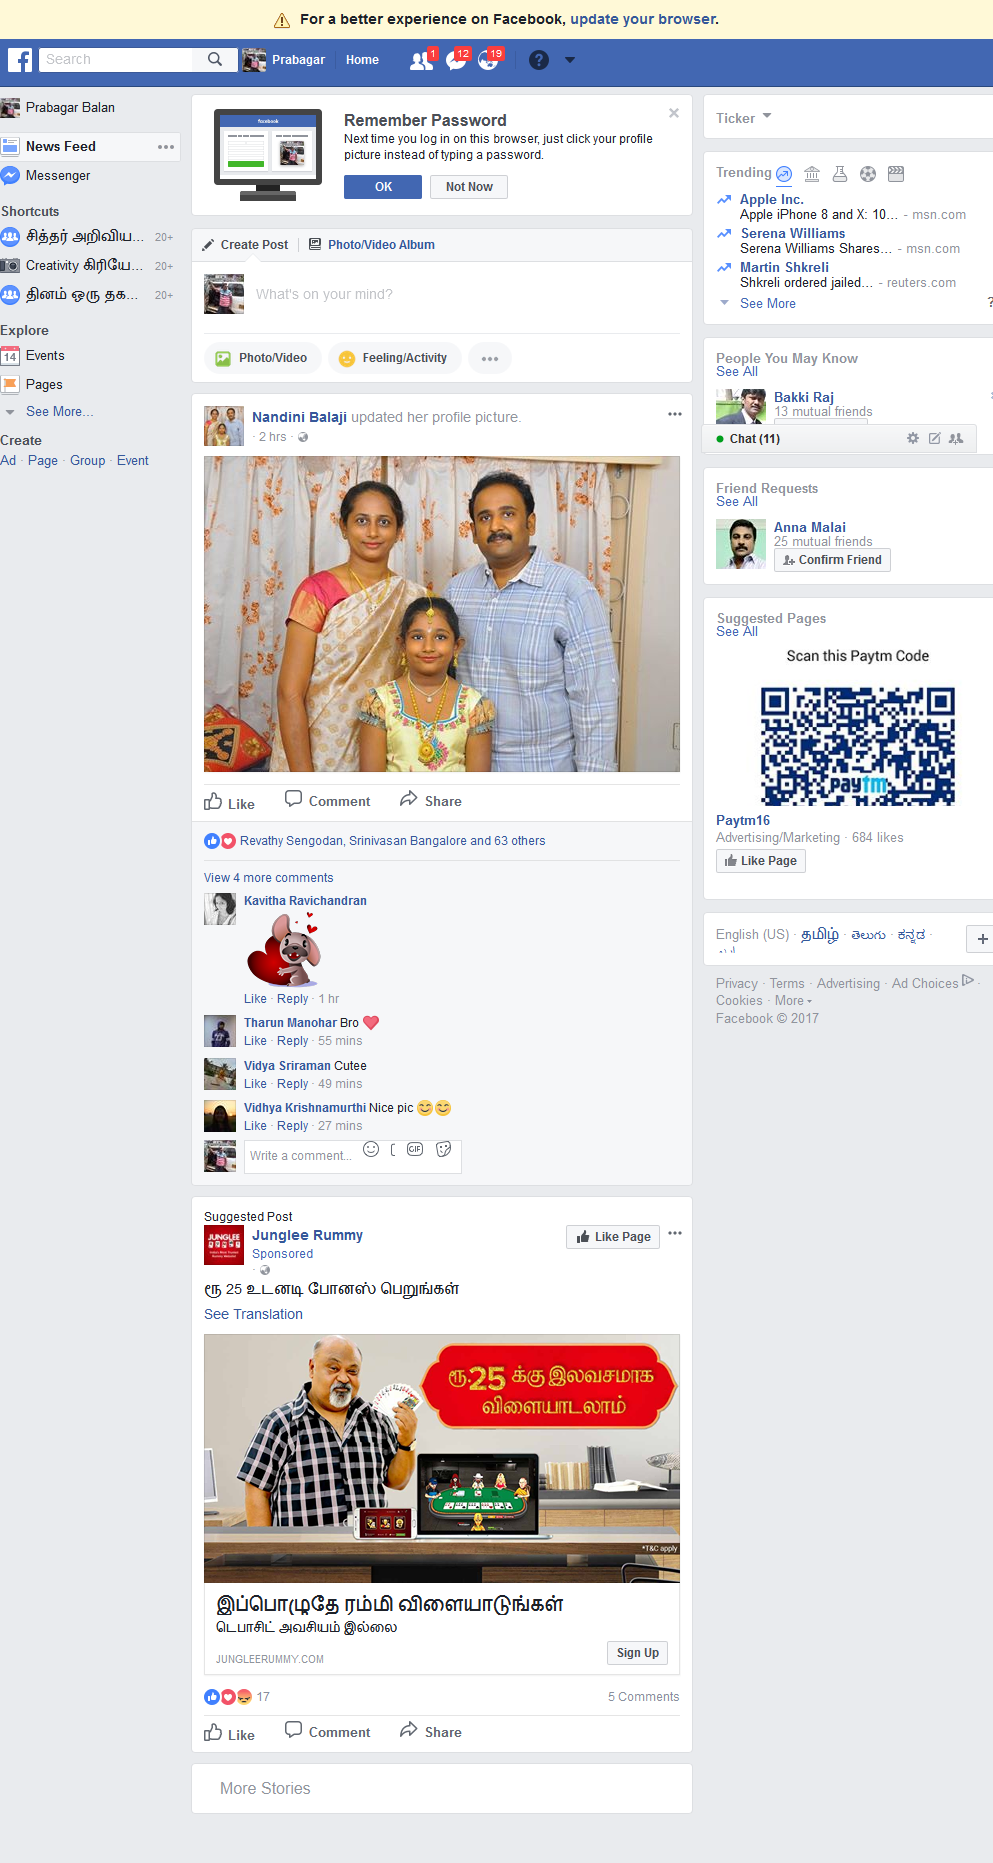 For a better experience on Facebook, update your browser.
Search
Prabagar
Home
1
12
19
Prabagar Balan
News Feed
Messenger
Shortcuts
சித்தர் அறிவிய... 20+
Creativity கிரியே... 20+
தினம் ஒரு தக... 20+
Explore
14 Events
Pages
See More...
Create
Ad · Page · Group · Event
facebook
Remember Password
Next time you log in on this browser, just click your profile
picture instead of typing a password.
OK
Not Now
Create Post
Photo/Video Album
What's on your mind?
Photo/Video
Feeling/Activity
Nandini Balaji updated her profile picture.
· 2 hrs ·
Like Comment Share
Revathy Sengodan, Srinivasan Bangalore and 63 others
View 4 more comments
Kavitha Ravichandran
Like · Reply · 1 hr
Tharun Manohar Bro ❤
Like · Reply · 55 mins
Vidya Sriraman Cutee
Like · Reply · 49 mins
Vidhya Krishnamurthi Nice pic 😊😊
Like · Reply · 27 mins
Write a comment...
GIF
Suggested Post
JUNGLEE
Junglee Rummy
Sponsored
Like Page
ரூ 25 உடனடி போனஸ் பெறுங்கள்
See Translation
ரூ.25 க்கு இலவசமாக
விளையாடலாம்
*T&C apply
இப்பொழுதே ரம்மி விளையாடுங்கள்
டெபாசிட் அவசியம் இல்லை
JUNGLEERUMMY.COM
Sign Up
17
5 Comments
Like Comment Share
More Stories
Ticker
Trending
Apple Inc.
Apple iPhone 8 and X: 10... - msn.com
Serena Williams
Serena Williams Shares... - msn.com
Martin Shkreli
Shkreli ordered jailed... - reuters.com
See More
?
People You May Know
See All
Bakki Raj
13 mutual friends
Chat (11)
Friend Requests
See All
Anna Malai
25 mutual friends
Confirm Friend
Suggested Pages
See All
Scan this Paytm Code
paytm
Paytm16
Advertising/Marketing · 684 likes
Like Page
English (US) · தமிழ் · తెలుగు · ಕನ್ನಡ ·
Privacy · Terms · Advertising · Ad Choices ·
Cookies · More
Facebook © 2017